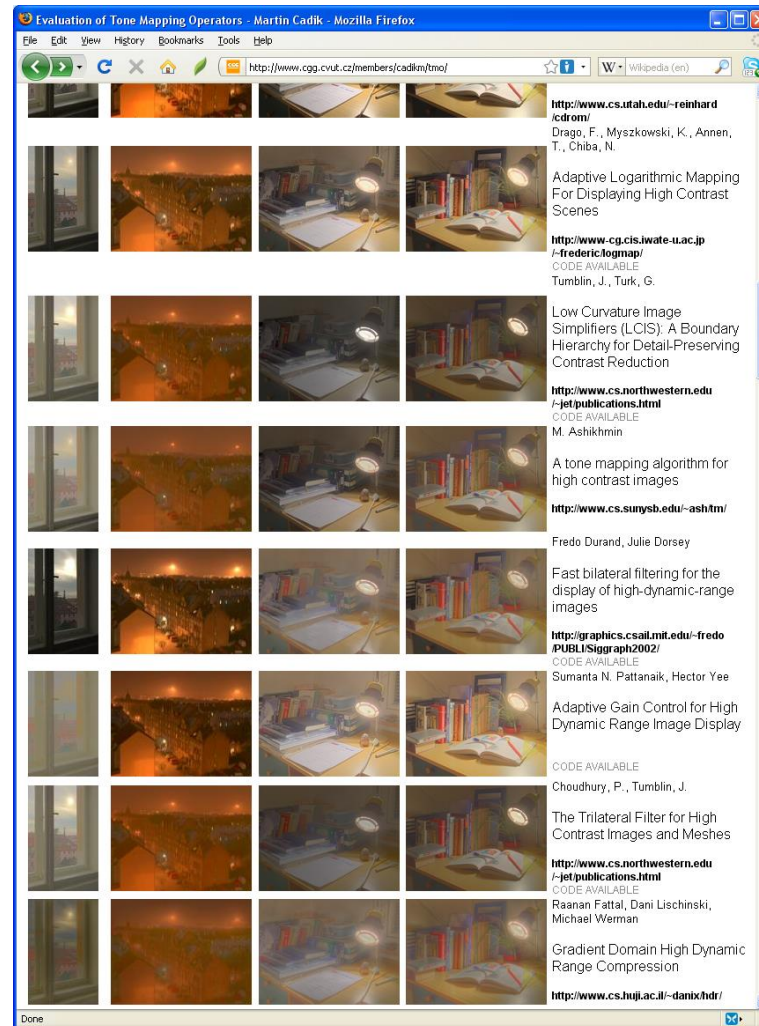 Evaluation of Tone Mapping Operators - Martin Cadik - Mozilla Firefox
File Edit View History Bookmarks Tools Help
http://www.cgg.cvut.cz/members/cadikm/tmo/
W Wikipedia (en)
http://www.cs.utah.edu/~reinhard
/cdrom/
Drago, F., Myszkowski, K., Annen,
T., Chiba, N.
Adaptive Logarithmic Mapping
For Displaying High Contrast
Scenes
http://www-cg.cis.iwate-u.ac.jp
/~frederic/logmap/
CODE AVAILABLE
Tumblin, J., Turk, G.
Low Curvature Image
Simplifiers (LCIS): A Boundary
Hierarchy for Detail-Preserving
Contrast Reduction
http://www.cs.northwestern.edu
/~jet/publications.html
CODE AVAILABLE
M. Ashikhmin
A tone mapping algorithm for
high contrast images
http://www.cs.sunysb.edu/~ash/tm/
Fredo Durand, Julie Dorsey
Fast bilateral filtering for the
display of high-dynamic-range
images
http://graphics.csail.mit.edu/~fredo
/PUBLI/Siggraph2002/
CODE AVAILABLE
Sumanta N. Pattanaik, Hector Yee
Adaptive Gain Control for High
Dynamic Range Image Display
CODE AVAILABLE
Choudhury, P., Tumblin, J.
The Trilateral Filter for High
Contrast Images and Meshes
http://www.cs.northwestern.edu
/~jet/publications.html
CODE AVAILABLE
Raanan Fattal, Dani Lischinski,
Michael Werman
Gradient Domain High Dynamic
Range Compression
http://www.cs.huji.ac.il/~danix/hdr/
Done